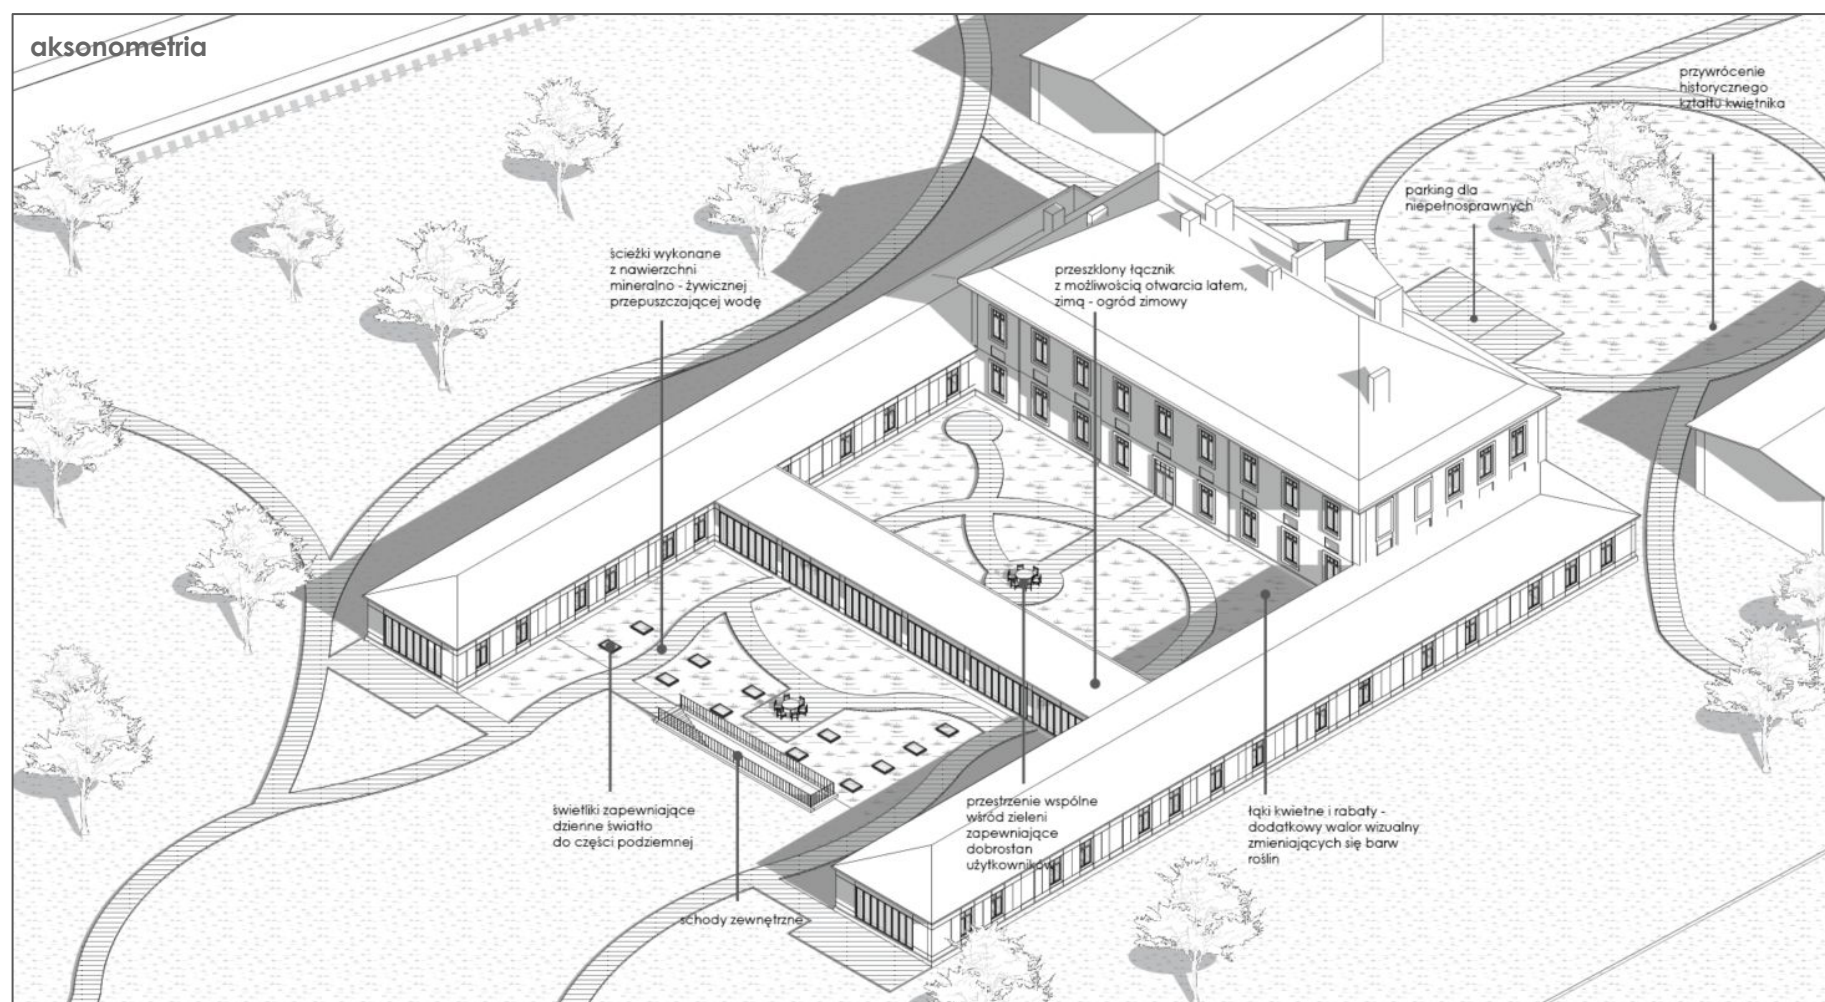 aksonometria
przywrócenie
historycznego
kształtu kwietnika
parking dla
niepełnosprawnych
ścieżki wykonane
z nawierzchni
mineralno - żywicznej
przepuszczającej wodę
przeszklony łącznik
z możliwością otwarcia latem,
zimą - ogród zimowy
świetliki zapewniające
dzienne światło
do części podziemnej
schody zewnętrzne
przestrzenie wspólne
wśród zieleni
zapewniające
dobrostan
użytkowników
łąki kwietne i rabaty -
dodatkowy walor wizualny
zmieniających się barw
roślin